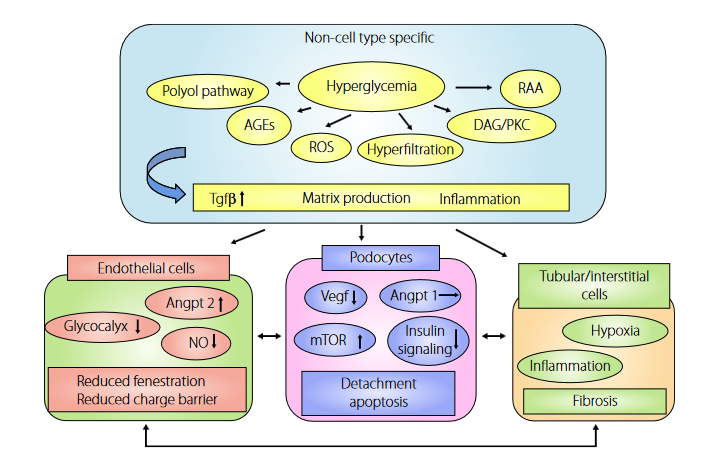 Non-cell type specific
Hyperglycemia
Polyol pathway
RAA
AGEs
DAG/PKC
ROS
Hyperfiltration
Tgfβ↑ Matrix production Inflammation
Endothelial cells
Angpt 2↑
Glycocalyx ↓
NO↓
Reduced fenestration
Reduced charge barrier
Podocytes
Vegf↓
Angpt 1→
mTOR ↑
Insulin
signaling↓
Detachment
apoptosis
Tubular/interstitial
cells
Hypoxia
Inflammation
Fibrosis